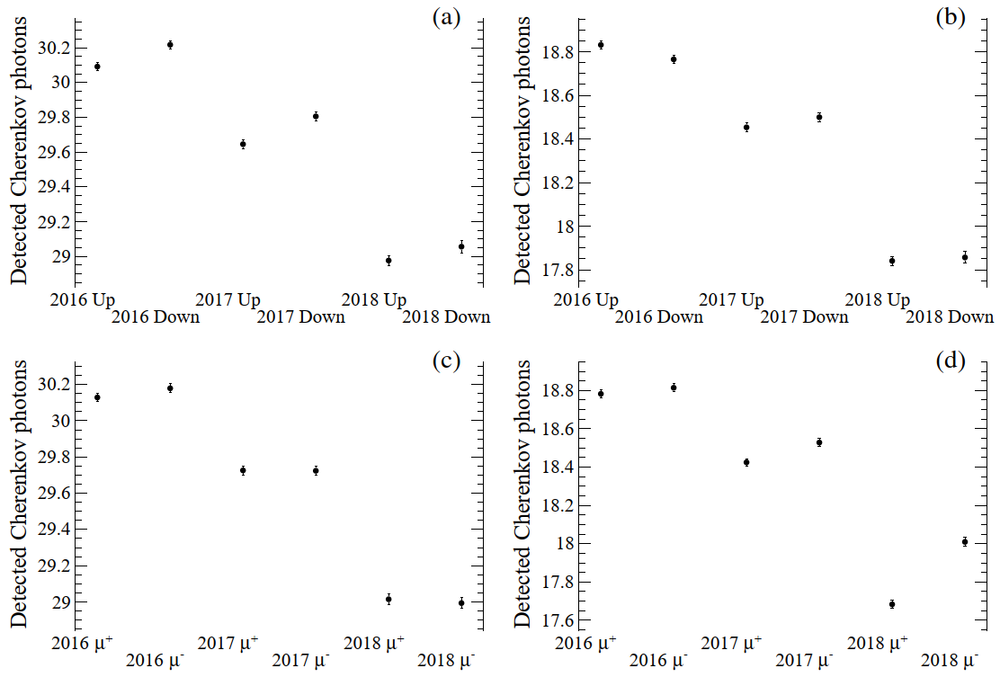 (a)
Detected Cherenkov photons
30.2
30
29.8
29.6
29.4
29.2
29
2016 Up
2017 Up
2018 Up
2016 Down
2017 Down
2018 Down
(b)
Detected Cherenkov photons
18.8
18.6
18.4
18.2
18
17.8
2016 Up
2017 Up
2018 Up
2016 Down
2017 Down
2018 Down
(c)
Detected Cherenkov photons
30.2
30
29.8
29.6
29.4
29.2
29
2016 μ⁺
2017 μ⁺
2018 μ⁺
2016 μ⁻
2017 μ⁻
2018 μ⁻
(d)
Detected Cherenkov photons
18.8
18.6
18.4
18.2
18
17.8
17.6
2016 μ⁺
2017 μ⁺
2018 μ⁺
2016 μ⁻
2017 μ⁻
2018 μ⁻